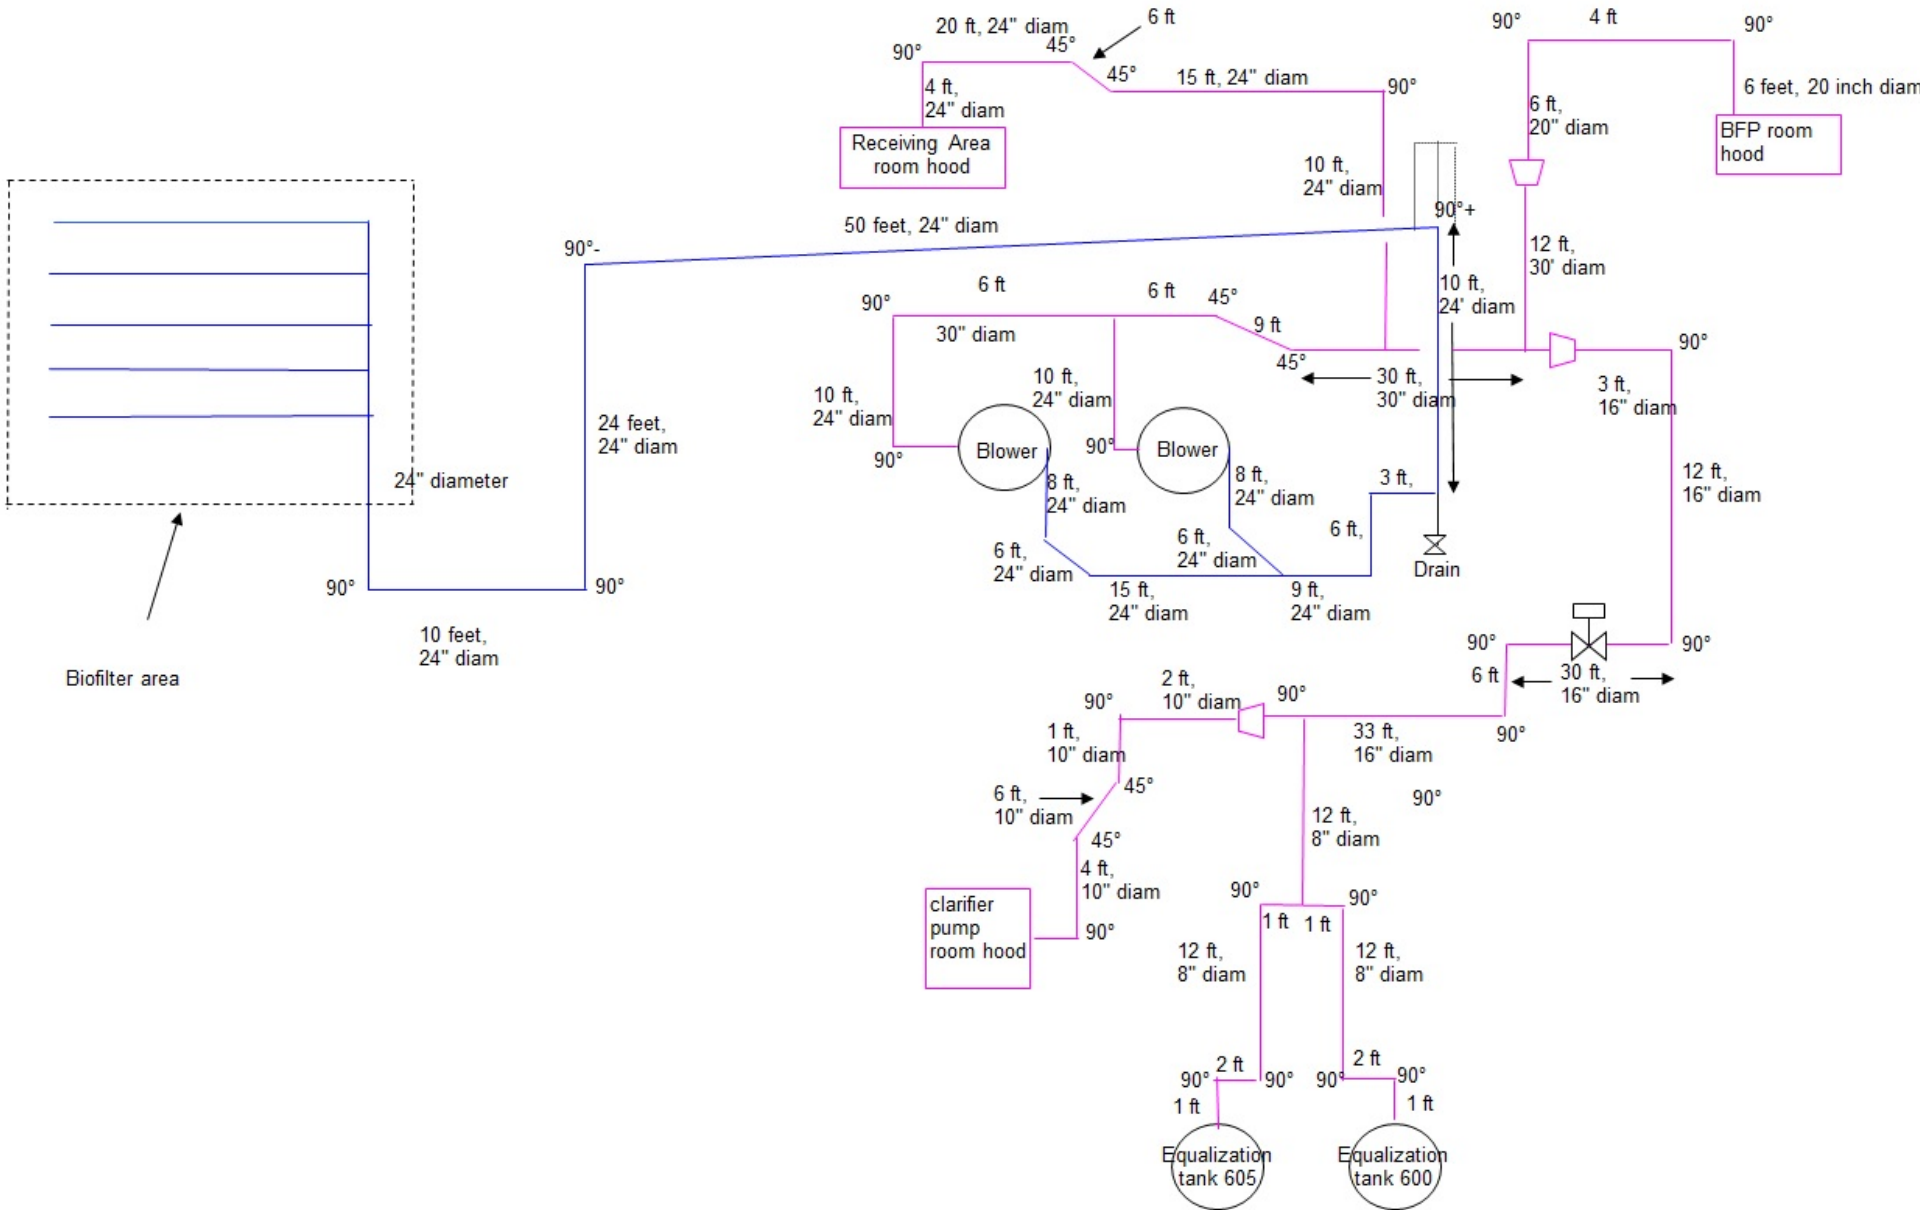 20 ft, 24" diam
6 ft
90°
45°
45°
15 ft, 24" diam
90°
4 ft,
24" diam
Receiving Area
room hood
10 ft,
24" diam
90°
4 ft
90°
6 feet, 20 inch diam
6 ft,
20" diam
BFP room
hood
12 ft,
30' diam
90°+
50 feet, 24" diam
90°-
10 ft,
24' diam
6 ft
6 ft
45°
90°
30" diam
9 ft
45°
30 ft,
30" diam
90°
3 ft,
16" diam
12 ft,
16" diam
10 ft,
24" diam
10 ft,
24" diam
Blower
Blower
90°
90°
24 feet,
24" diam
24" diameter
8 ft,
24" diam
8 ft,
24" diam
3 ft,
6 ft,
6 ft,
24" diam
6 ft,
24" diam
15 ft,
24" diam
9 ft,
24" diam
Drain
90°
90°
10 feet,
24" diam
Biofilter area
90°
90°
6 ft
30 ft,
16" diam
90°
2 ft,
10" diam
90°
90°
33 ft,
16" diam
1 ft,
10" diam
45°
6 ft,
10" diam
45°
90°
12 ft,
8" diam
4 ft,
10" diam
90°
clarifier
pump
room hood
90°
90°
1 ft
1 ft
12 ft,
8" diam
12 ft,
8" diam
2 ft
2 ft
90°
90°
90°
90°
1 ft
1 ft
Equalization
tank 605
Equalization
tank 600